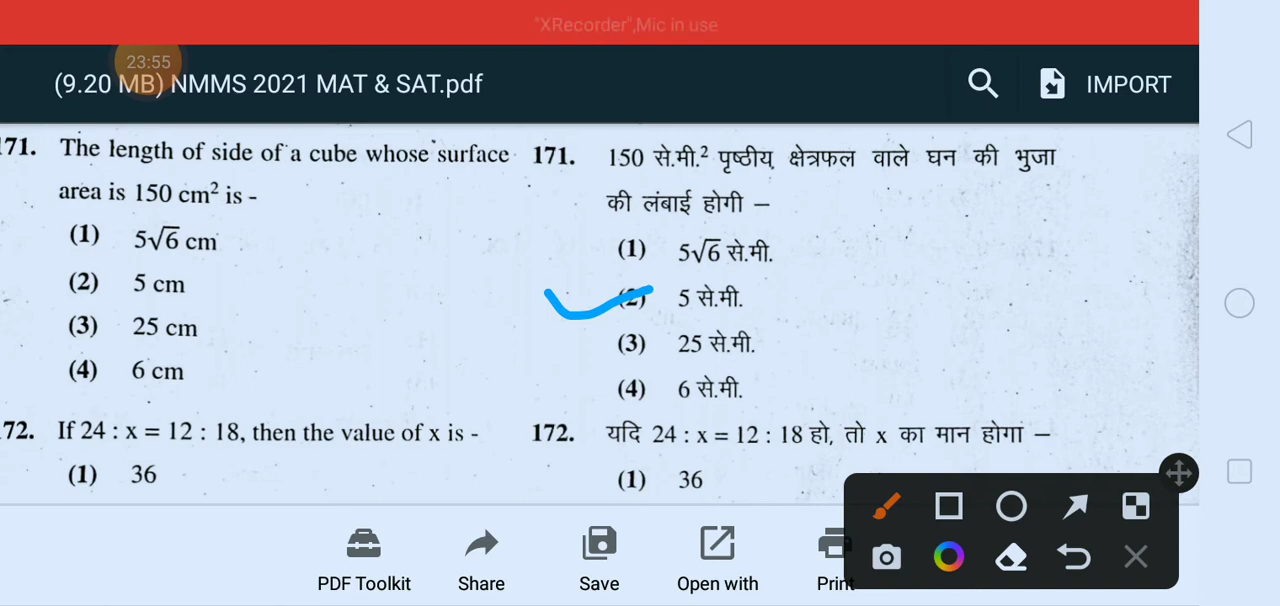 "XRecorder",Mic in use
23:55
(9.20 MB) NMMS 2021 MAT & SAT.pdf
IMPORT
171. The length of side of a cube whose surface
area is 150 cm² is -
(1) 5√6 cm
(2) 5 cm
(3) 25 cm
(4) 6 cm
72. If 24 : x = 12 : 18, then the value of x is -
(1) 36
171. 150 से.मी.² पृष्ठीय क्षेत्रफल वाले घन की भुजा
की लंबाई होगी –
(1) 5√6 से.मी.
(2) 5 से.मी.
(3) 25 से.मी.
(4) 6 से.मी.
172. यदि 24 : x = 12 : 18 हो, तो x का मान होगा –
(1) 36
PDF Toolkit
Share
Save
Open with
Print